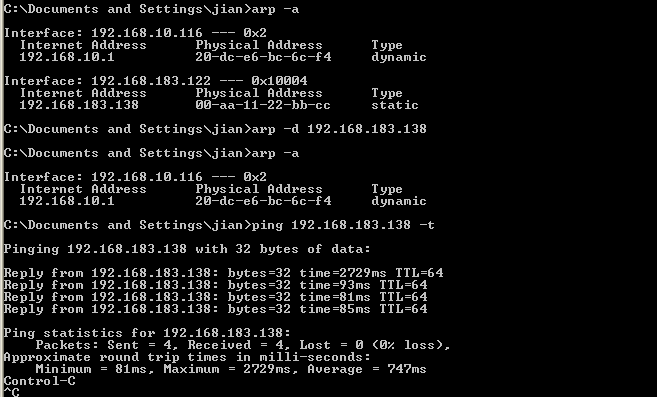 C:\Documents and Settings\jian>arp -a
Interface: 192.168.10.116 --- 0x2
  Internet Address      Physical Address      Type
  192.168.10.1          20-dc-e6-bc-6c-f4     dynamic
Interface: 192.168.183.122 --- 0x10004
  Internet Address      Physical Address      Type
  192.168.183.138       00-aa-11-22-bb-cc     static
C:\Documents and Settings\jian>arp -d 192.168.183.138
C:\Documents and Settings\jian>arp -a
Interface: 192.168.10.116 --- 0x2
  Internet Address      Physical Address      Type
  192.168.10.1          20-dc-e6-bc-6c-f4     dynamic
C:\Documents and Settings\jian>ping 192.168.183.138 -t
Pinging 192.168.183.138 with 32 bytes of data:
Reply from 192.168.183.138: bytes=32 time=2729ms TTL=64
Reply from 192.168.183.138: bytes=32 time=93ms TTL=64
Reply from 192.168.183.138: bytes=32 time=81ms TTL=64
Reply from 192.168.183.138: bytes=32 time=85ms TTL=64
Ping statistics for 192.168.183.138:
    Packets: Sent = 4, Received = 4, Lost = 0 (0% loss),
Approximate round trip times in milli-seconds:
    Minimum = 81ms, Maximum = 2729ms, Average = 747ms
Control-C
^C